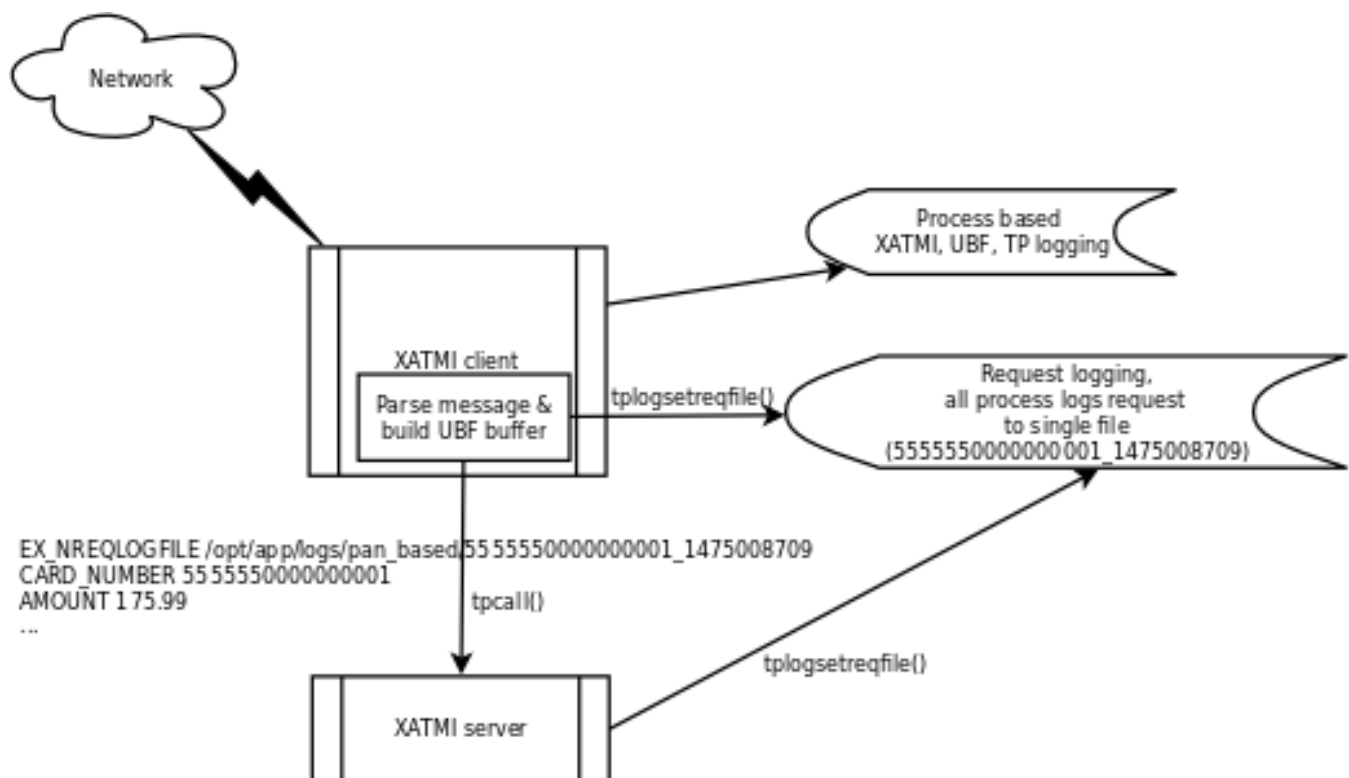 Network
Process based
XATMI, UBF, TP logging
XATMI client
Parse message &
build UBF buffer
tplogsetreqfile()
Request logging,
all process logs request
to single file
(5555550000000001_1475008709)
EX_NREQLOGFILE /opt/app/logs/pan_based/5555550000000001_1475008709
CARD_NUMBER 5555550000000001
AMOUNT 175.99
...
tpcall()
tplogsetreqfile()
XATMI server